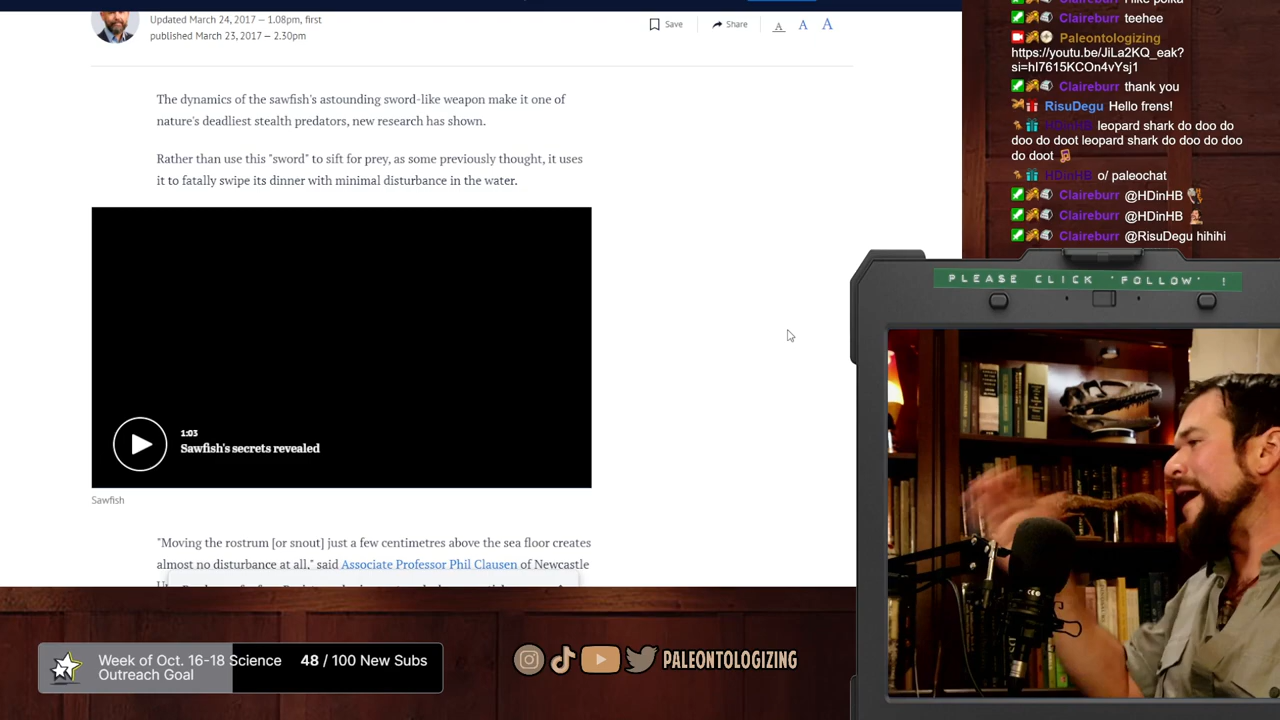 Updated March 24, 2017 — 1.08pm, first
published March 23, 2017 — 2.30pm
Save
Share
A
A
A
The dynamics of the sawfish's astounding sword-like weapon make it one of
nature's deadliest stealth predators, new research has shown.
Rather than use this "sword" to sift for prey, as some previously thought, it uses
it to fatally swipe its dinner with minimal disturbance in the water.
1:03
Sawfish's secrets revealed
Sawfish
"Moving the rostrum [or snout] just a few centimetres above the sea floor creates
almost no disturbance at all," said Associate Professor Phil Clausen of Newcastle
Claireburr teehee
Paleontologizing
https://youtu.be/JiLa2KQ_eak?
si=hI7615KCOn4vYsj1
Claireburr thank you
RisuDegu Hello frens!
HDinHB leopard shark do doo do
doo do doot leopard shark do doo do doo
do doot
HDinHB o/ paleochat
Claireburr @HDinHB
Claireburr @HDinHB
Claireburr @RisuDegu hihihi
PLEASE CLICK 'FOLLOW' !
Week of Oct. 16-18 Science
Outreach Goal
48 / 100 New Subs
PALEONTOLOGIZING